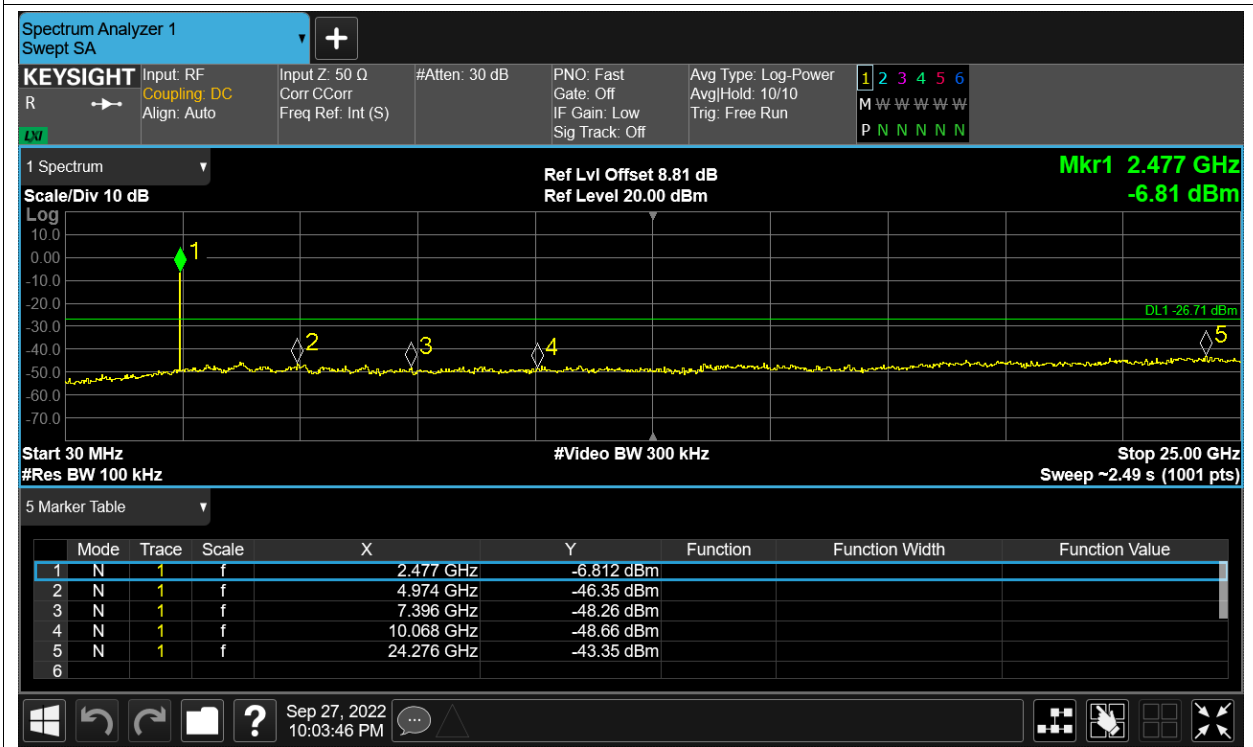 Spectrum Analyzer 1
Swept SA
KEYSIGHT
R
LXI
Input: RF
Coupling: DC
Align: Auto
Input Z: 50 Ω
Corr CCorr
Freq Ref: Int (S)
#Atten: 30 dB
PNO: Fast
Gate: Off
IF Gain: Low
Sig Track: Off
Avg Type: Log-Power
Avg|Hold: 10/10
Trig: Free Run
1 2 3 4 5 6
M W W W W W
P N N N N N
1 Spectrum
Scale/Div 10 dB
Ref Lvl Offset 8.81 dB
Ref Level 20.00 dBm
Mkr1 2.477 GHz
-6.81 dBm
Log
10.0
0.00
-10.0
-20.0
-30.0
-40.0
-50.0
-60.0
-70.0
1
2
3
4
5
DL1 -26.71 dBm
Start 30 MHz
#Res BW 100 kHz
#Video BW 300 kHz
Stop 25.00 GHz
Sweep ~2.49 s (1001 pts)
5 Marker Table
Mode Trace Scale X Y Function Function Width Function Value
1 N 1 f 2.477 GHz -6.812 dBm
2 N 1 f 4.974 GHz -46.35 dBm
3 N 1 f 7.396 GHz -48.26 dBm
4 N 1 f 10.068 GHz -48.66 dBm
5 N 1 f 24.276 GHz -43.35 dBm
6
?
Sep 27, 2022
10:03:46 PM